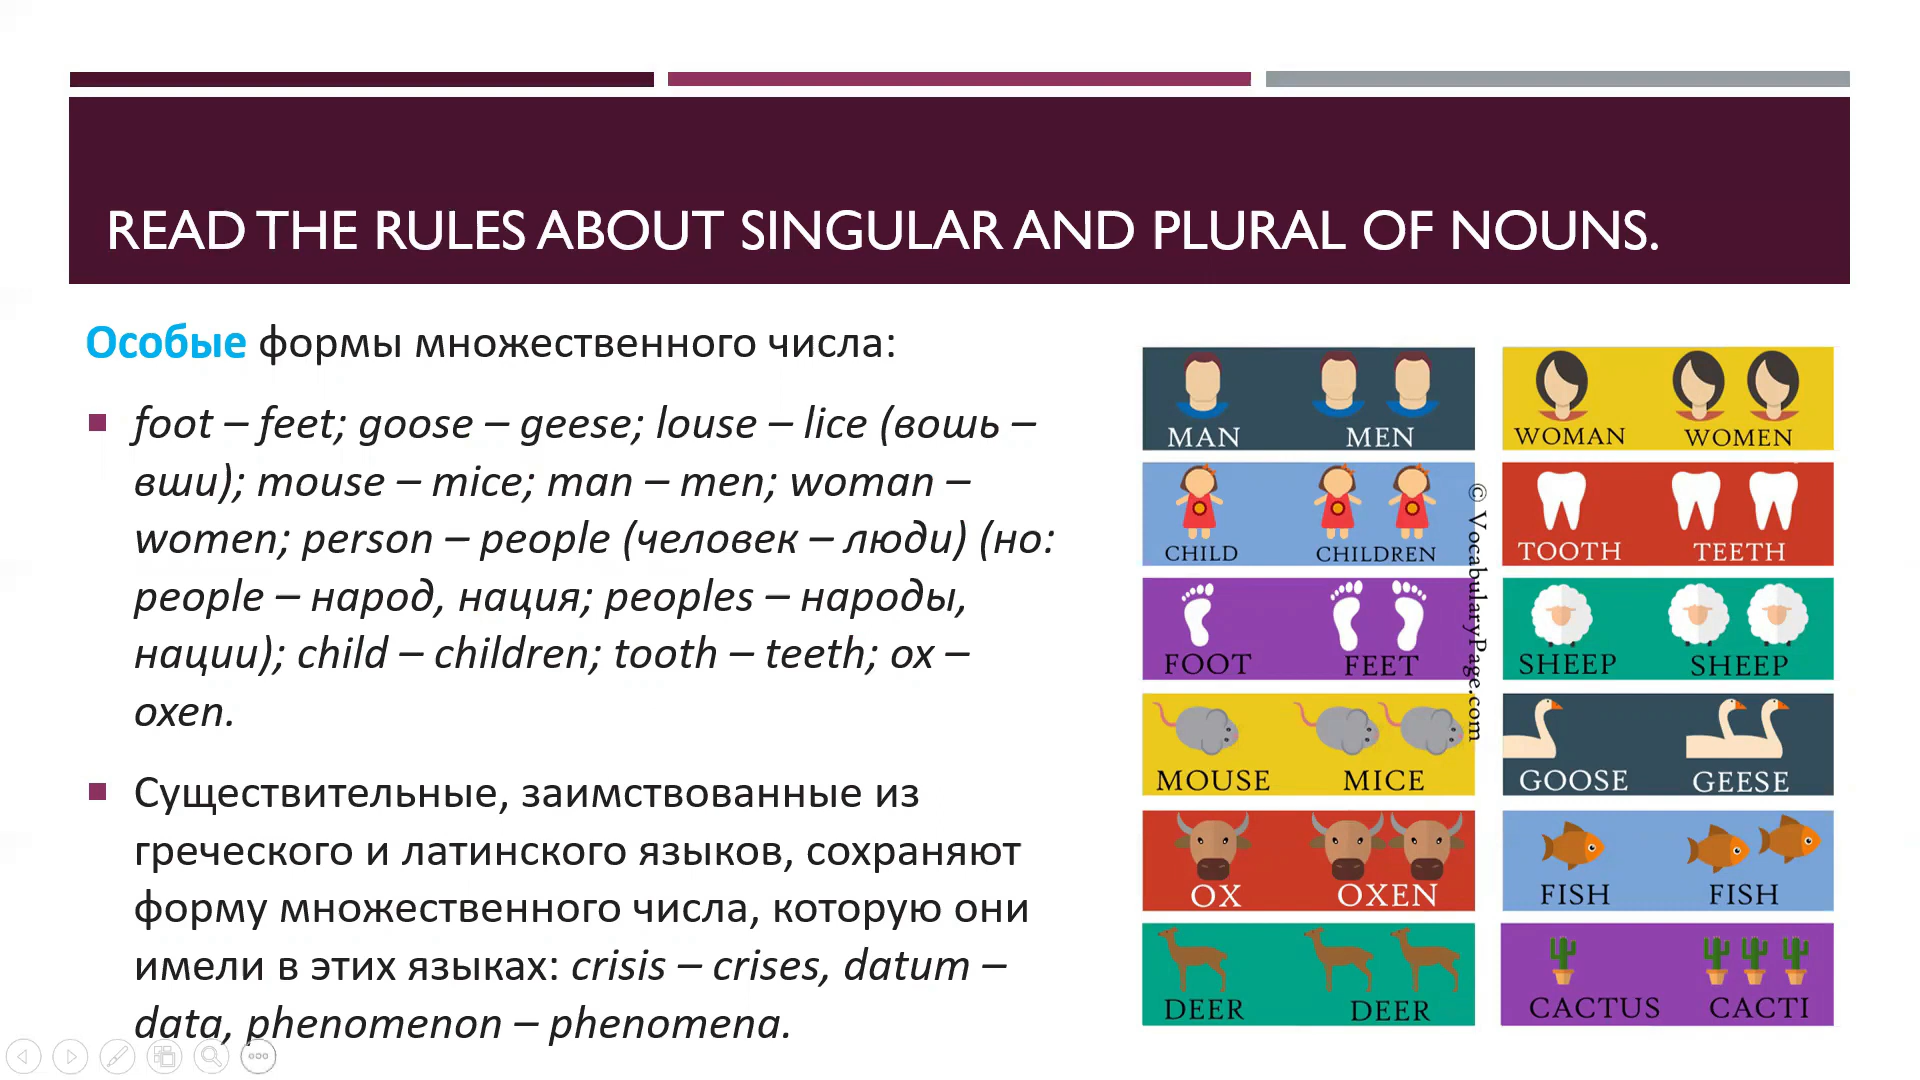 READ THE RULES ABOUT SINGULAR AND PLURAL OF NOUNS.
Особые формы множественного числа:
foot – feet; goose – geese; louse – lice (вошь –
вши); mouse – mice; man – men; woman –
women; person – people (человек – люди) (но:
people – народ, нация; peoples – народы,
нации); child – children; tooth – teeth; ox –
oxen.
Существительные, заимствованные из
греческого и латинского языков, сохраняют
форму множественного числа, которую они
имели в этих языках: crisis – crises, datum –
data, phenomenon – phenomena.
MAN MEN
WOMAN WOMEN
CHILD CHILDREN
TOOTH TEETH
FOOT FEET
SHEEP SHEEP
MOUSE MICE
GOOSE GEESE
OX OXEN
FISH FISH
DEER DEER
CACTUS CACTI
© VocabularyPage.com